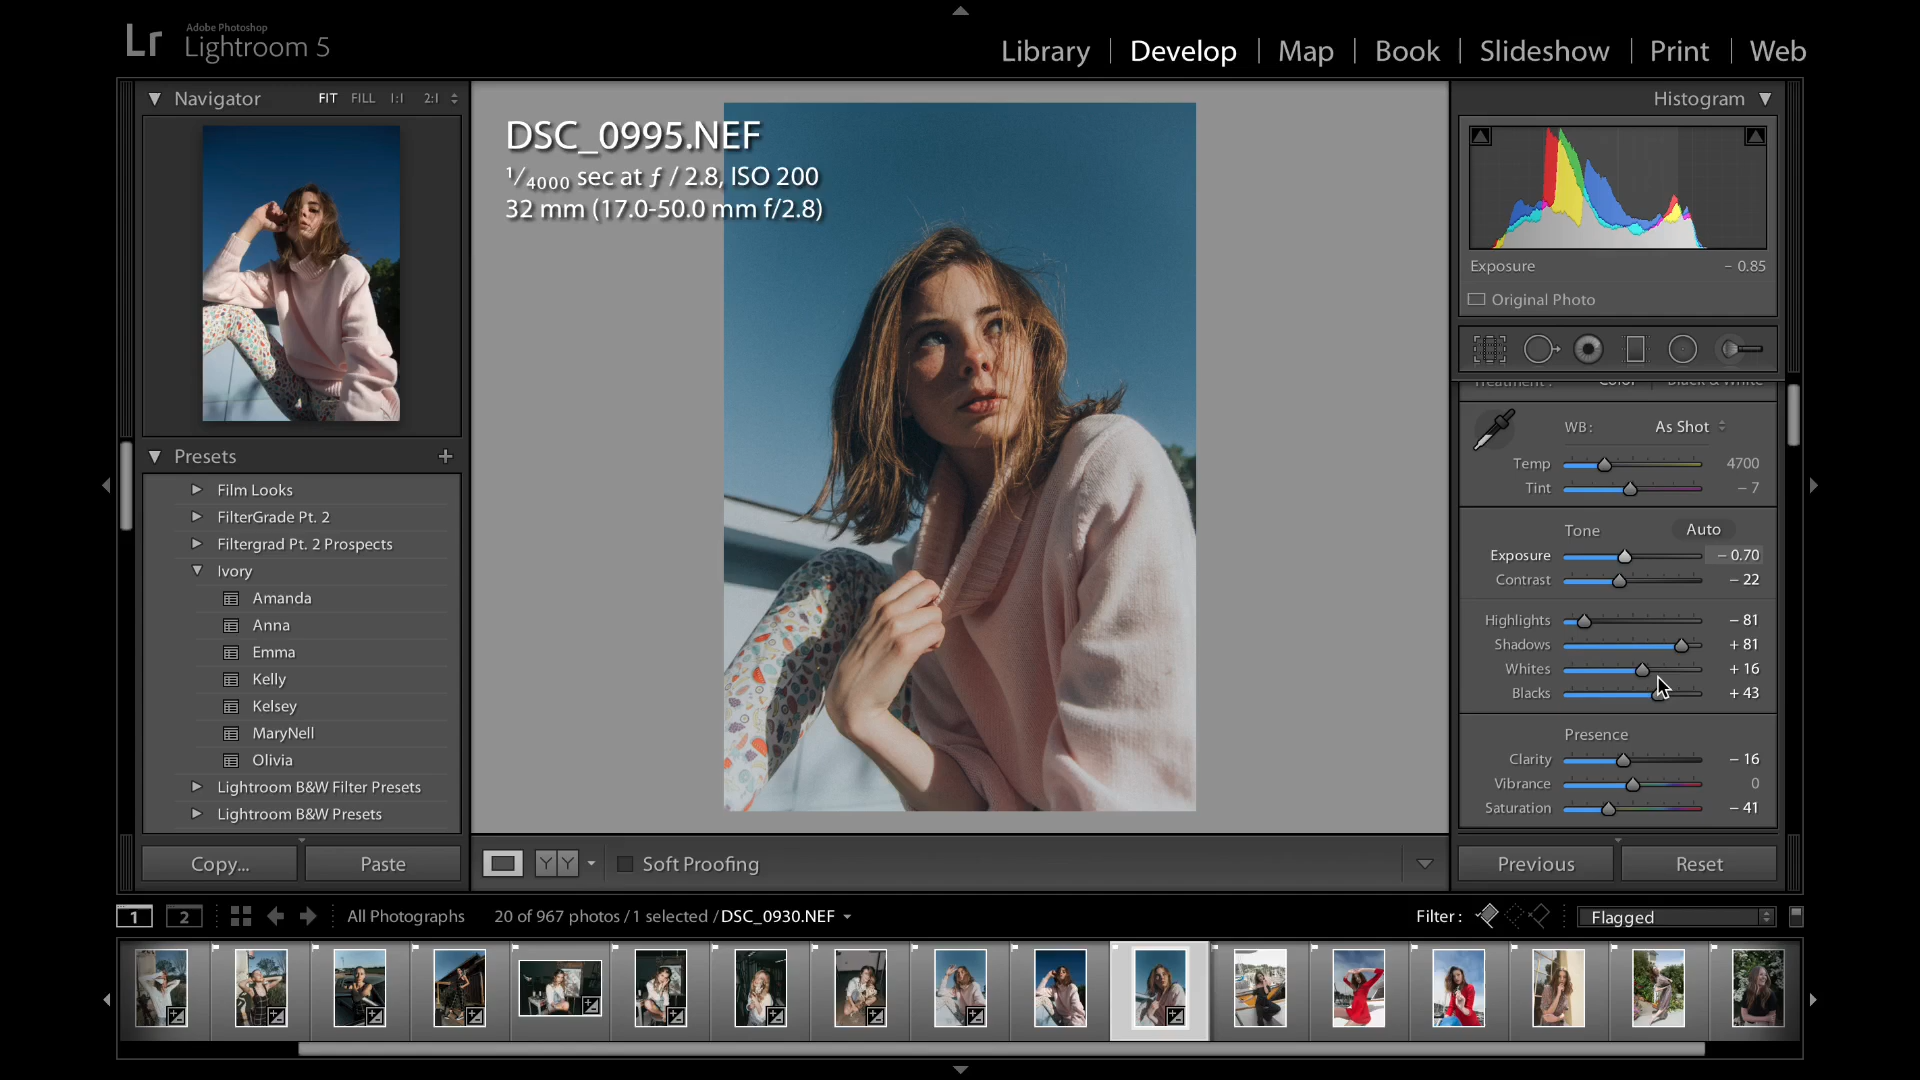 Lr Adobe Photoshop
Lightroom 5
Library | Develop | Map | Book | Slideshow | Print | Web
Navigator FIT FILL 1:1 2:1
Presets +
Film Looks
FilterGrade Pt. 2
Filtergrad Pt. 2 Prospects
Ivory
Amanda
Anna
Emma
Kelly
Kelsey
MaryNell
Olivia
Lightroom B&W Filter Presets
Lightroom B&W Presets
Copy... Paste
DSC_0995.NEF
1/4000 sec at ƒ / 2.8, ISO 200
32 mm (17.0-50.0 mm f/2.8)
YY Soft Proofing
Histogram
Exposure - 0.85
Original Photo
Treatment : Color | Black & White
WB : As Shot
Temp 4700
Tint - 7
Tone Auto
Exposure - 0.70
Contrast - 22
Highlights - 81
Shadows + 81
Whites + 16
Blacks + 43
Presence
Clarity - 16
Vibrance 0
Saturation - 41
Previous Reset
1 2 All Photographs 20 of 967 photos / 1 selected / DSC_0930.NEF Filter : Flagged